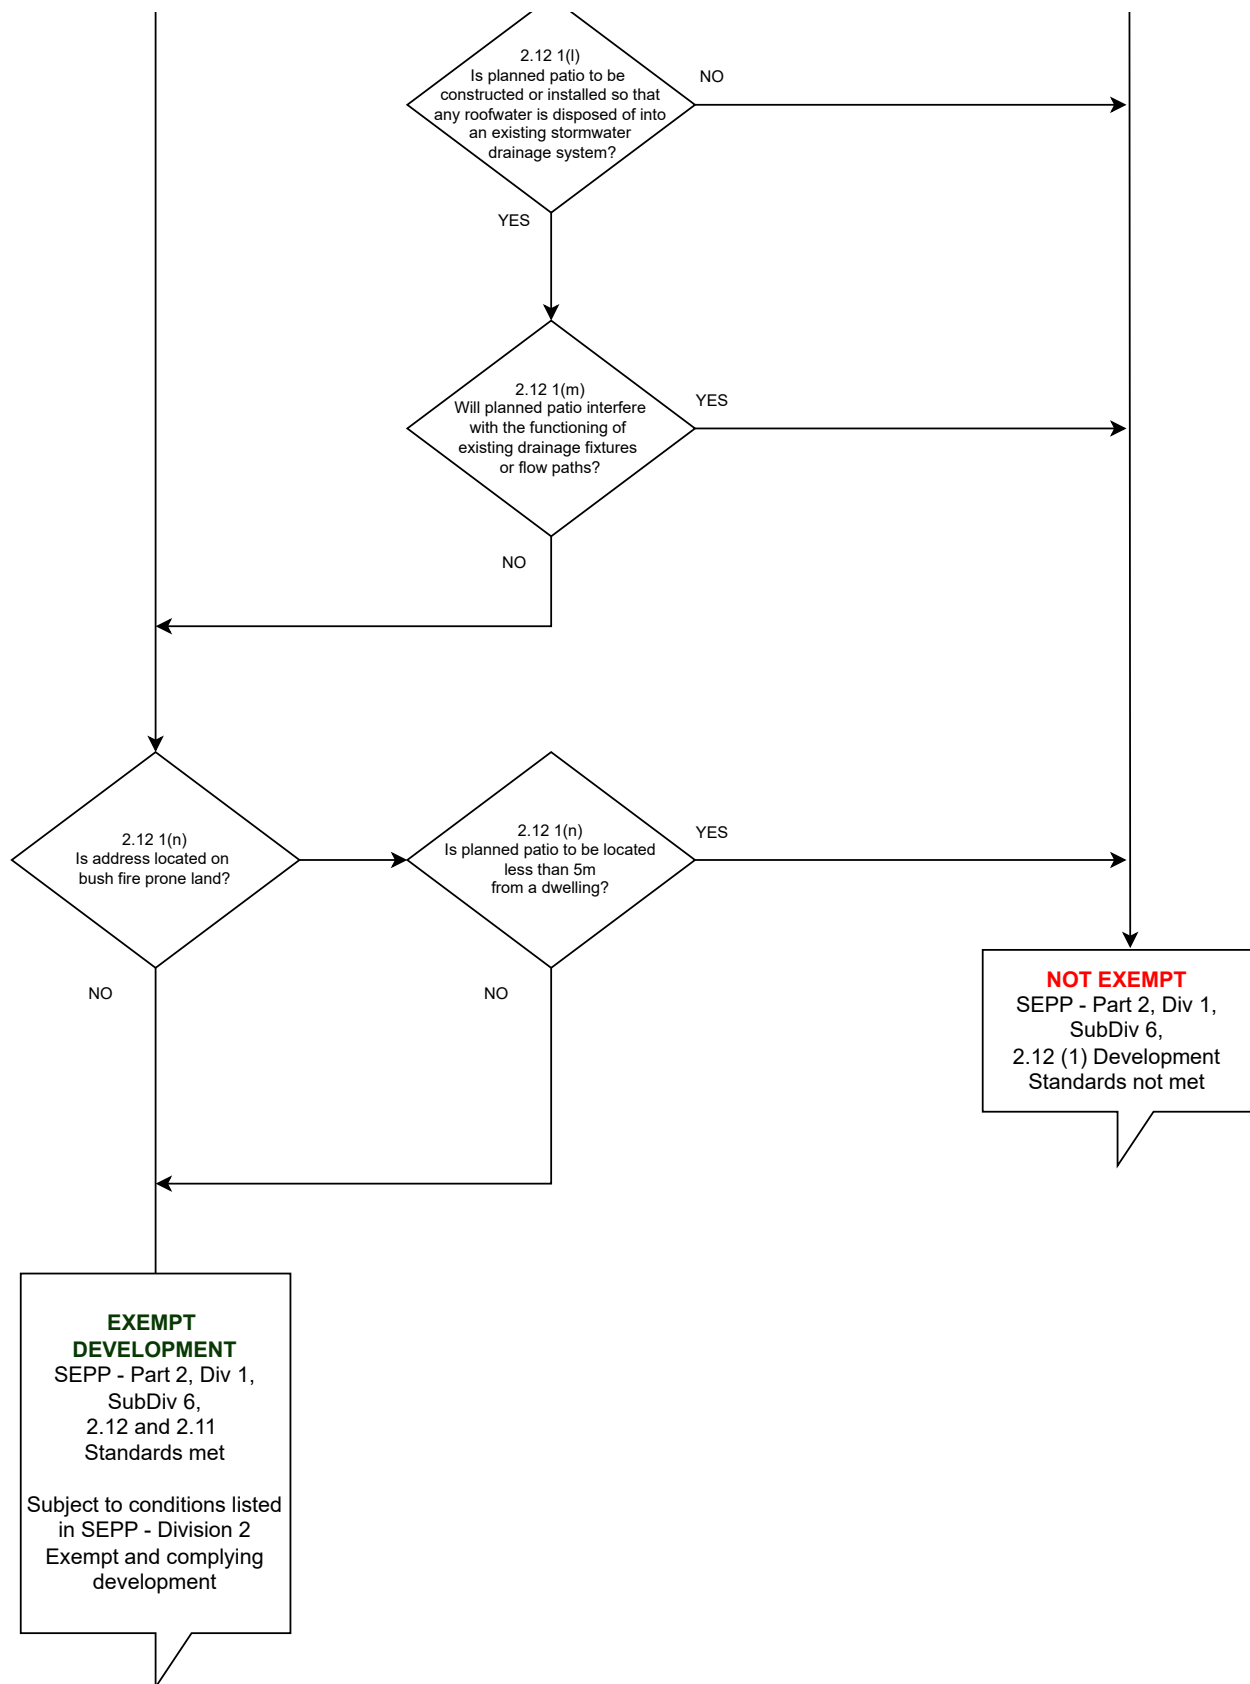 2.12 1(l)
Is planned patio to be
constructed or installed so that
any roofwater is disposed of into
an existing stormwater
drainage system?
NO
YES
2.12 1(m)
Will planned patio interfere
with the functioning of
existing drainage fixtures
or flow paths?
YES
NO
2.12 1(n)
Is address located on
bush fire prone land?
NO
2.12 1(n)
Is planned patio to be located
less than 5m
from a dwelling?
YES
NO
NOT EXEMPT
SEPP - Part 2, Div 1,
SubDiv 6,
2.12 (1) Development
Standards not met
EXEMPT
DEVELOPMENT
SEPP - Part 2, Div 1,
SubDiv 6,
2.12 and 2.11
Standards met
Subject to conditions listed
in SEPP - Division 2
Exempt and complying
development